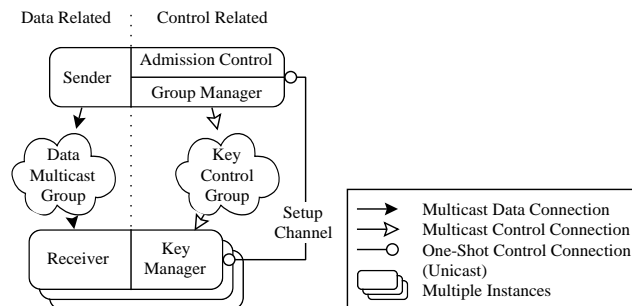 Data Related
Control Related
Sender
Admission Control
Group Manager
Data
Multicast
Group
Key
Control
Group
Setup
Channel
Receiver
Key
Manager
Multicast Data Connection
Multicast Control Connection
One-Shot Control Connection
(Unicast)
Multiple Instances